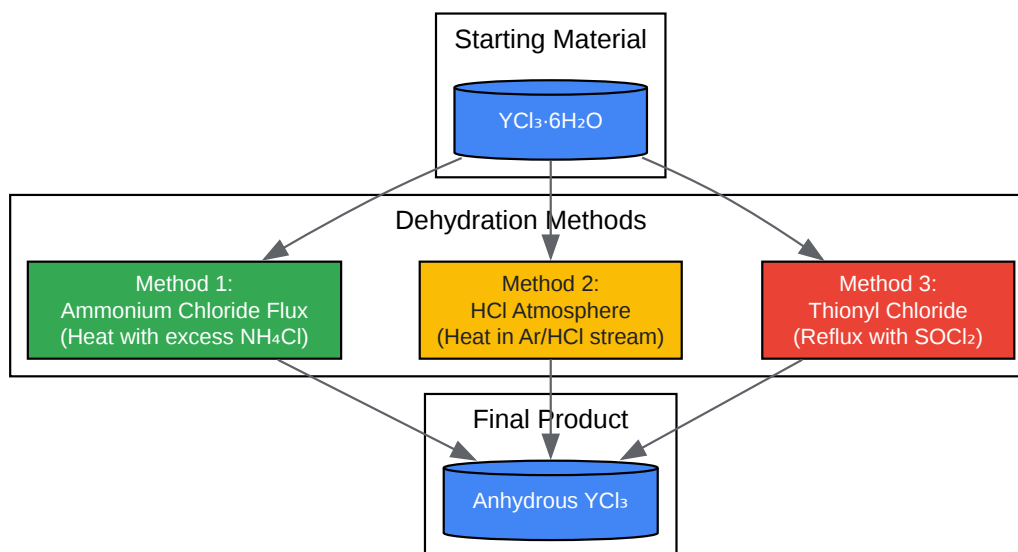 Starting Material
YCl₃·6H₂O
Dehydration Methods
Method 1:
Ammonium Chloride Flux
(Heat with excess NH₄Cl)
Method 2:
HCl Atmosphere
(Heat in Ar/HCl stream)
Method 3:
Thionyl Chloride
(Reflux with SOCl₂)
Final Product
Anhydrous YCl₃